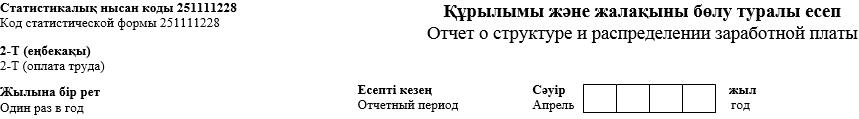 Статистикалық нысан коды 251111228
Код статистической формы 251111228
Құрылымы және жалақыны бөлу туралы есеп
Отчет о структуре и распределении заработной платы
2-Т (еңбекақы)
2-Т (оплата труда)
Жылына бір рет
Один раз в год
Есепті кезең
Отчетный период
Сәуір
Апрель
жыл
год